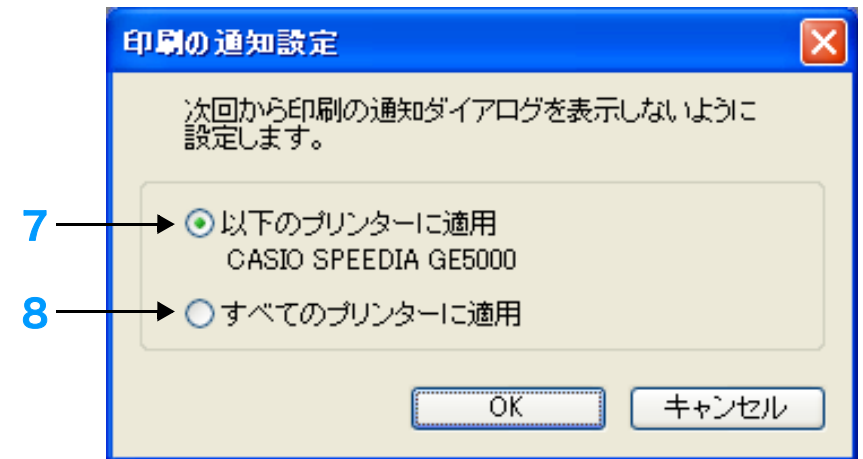 印刷の通知設定
次回から印刷の通知ダイアログを表示しないように
設定します。
7
以下のプリンターに適用
CASIO SPEEDIA GE5000
8
すべてのプリンターに適用
OK
キャンセル